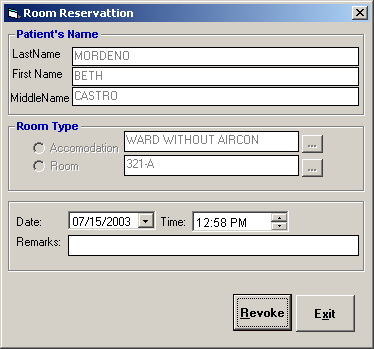 Room Reservattion
Patient's Name
LastName MORDENO
First Name BETH
MiddleName CASTRO
Room Type
Accomodation WARD WITHOUT AIRCON ...
Room 321-A ...
Date: 07/15/2003 Time: 12:58 PM
Remarks:
Revoke Exit